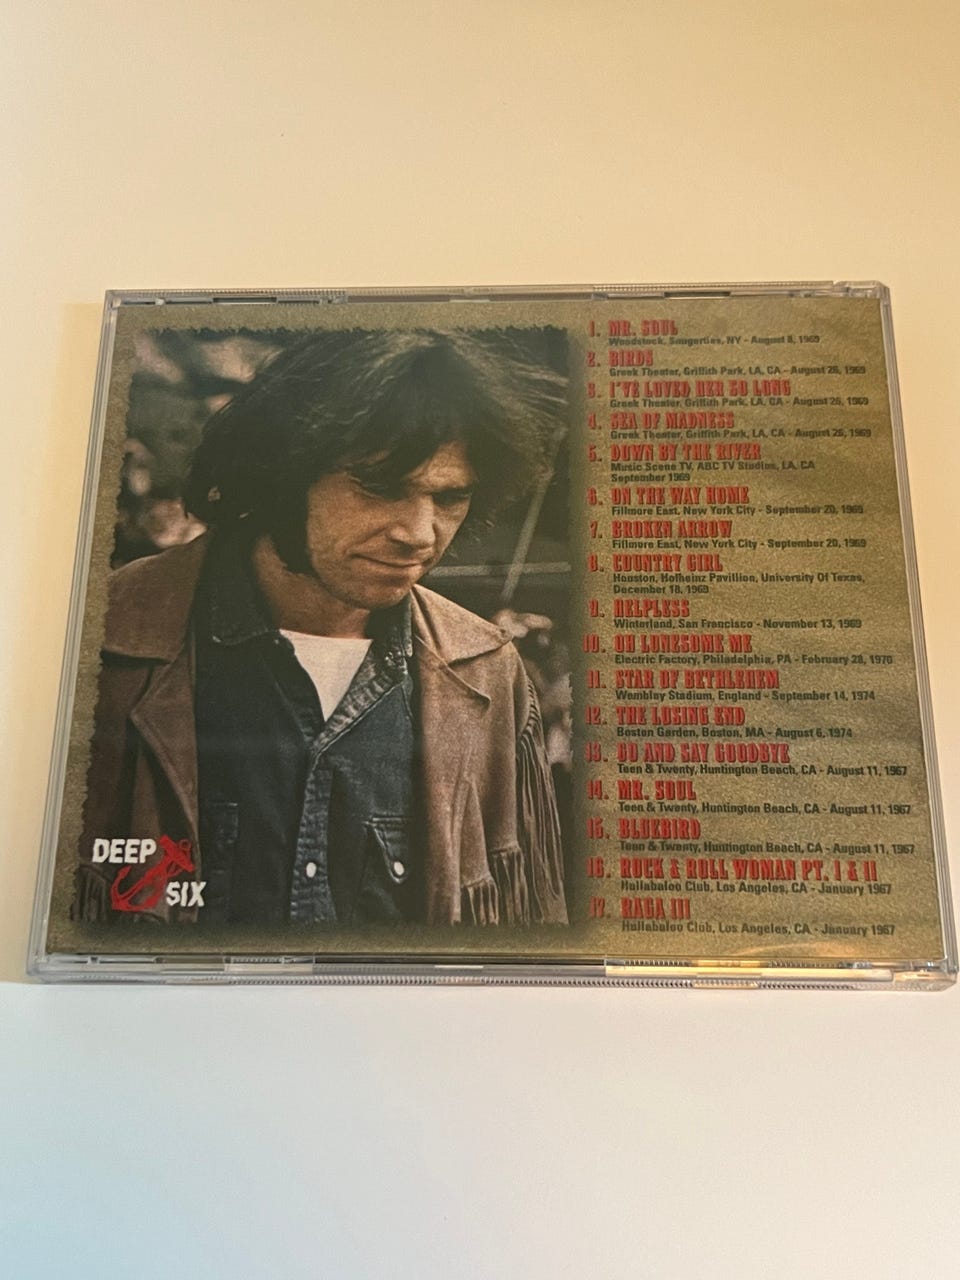 1. MR. SOUL
Woodstock, Saugerties, NY - August 8, 1969
2. BIRDS
Greek Theater, Griffith Park, LA, CA - August 26, 1969
3. I'VE LOVED HER SO LONG
Greek Theater, Griffith Park, LA, CA - August 26, 1969
4. SEA OF MADNESS
Greek Theater, Griffith Park, LA, CA - August 26, 1969
5. DOWN BY THE RIVER
Music Scene TV, ABC TV Studios, LA, CA
September 1969
6. ON THE WAY HOME
Fillmore East, New York City - September 20, 1969
7. BROKEN ARROW
Fillmore East, New York City - September 20, 1969
8. COUNTRY GIRL
Houston, Hofheinz Pavillion, University Of Texas,
December 18, 1969
9. HELPLESS
Winterland, San Francisco - November 13, 1969
10. OH LONESOME ME
Electric Factory, Philadelphia, PA - February 28, 1970
11. STAR OF BETHLEHEM
Wembley Stadium, England - September 14, 1974
12. THE LOSING END
Boston Garden, Boston, MA - August 6, 1974
13. GO AND SAY GOODBYE
Teen & Twenty, Huntington Beach, CA - August 11, 1967
14. MR. SOUL
Teen & Twenty, Huntington Beach, CA - August 11, 1967
15. BLUEBIRD
Teen & Twenty, Huntington Beach, CA - August 11, 1967
16. ROCK & ROLL WOMAN PT. I & II
Hullabaloo Club, Los Angeles, CA - January 1967
17. RAGA III
Hullabaloo Club, Los Angeles, CA - January 1967
DEEP
SIX